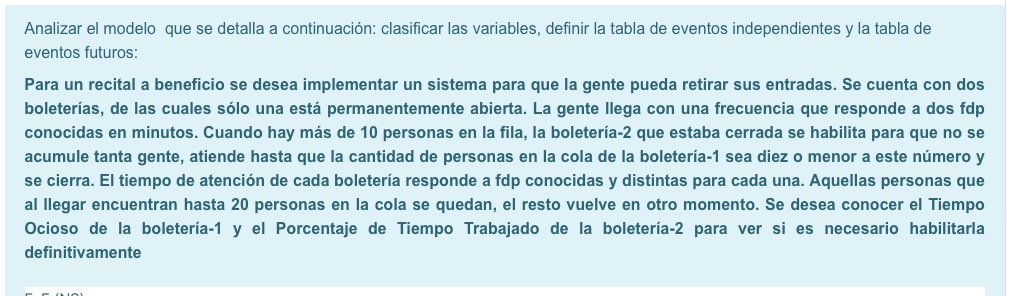 Analizar el modelo que se detalla a continuación: clasificar las variables, definir la tabla de eventos independientes y la tabla de
eventos futuros:
Para un recital a beneficio se desea implementar un sistema para que la gente pueda retirar sus entradas. Se cuenta con dos
boleterías, de las cuales sólo una está permanentemente abierta. La gente llega con una frecuencia que responde a dos fdp
conocidas en minutos. Cuando hay más de 10 personas en la fila, la boletería-2 que estaba cerrada se habilita para que no se
acumule tanta gente, atiende hasta que la cantidad de personas en la cola de la boletería-1 sea diez o menor a este número y
se cierra. El tiempo de atención de cada boletería responde a fdp conocidas y distintas para cada una. Aquellas personas que
al llegar encuentran hasta 20 personas en la cola se quedan, el resto vuelve en otro momento. Se desea conocer el Tiempo
Ocioso de la boletería-1 y el Porcentaje de Tiempo Trabajado de la boletería-2 para ver si es necesario habilitarla
definitivamente